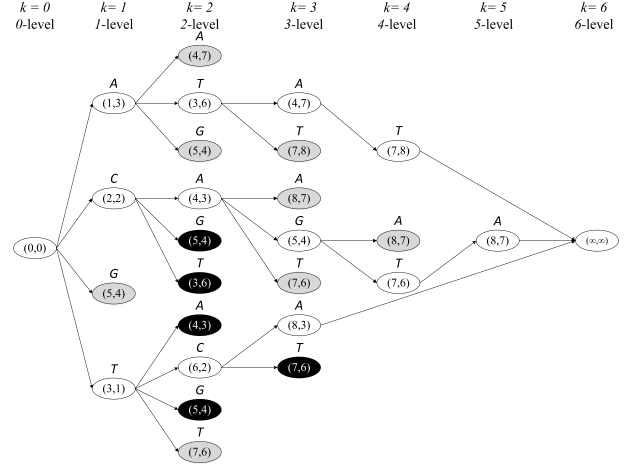 k = 0 k = 1 k = 2 k = 3 k = 4 k = 5 k = 6
0-level 1-level 2-level 3-level 4-level 5-level 6-level
A
(4,7)
A T A
(1,3) (3,6) (4,7)
G T T
(5,4) (7,8) (7,8)
C A A
(2,2) (4,3) (8,7)
G G A A
(0,0) (5,4) (5,4) (8,7) (8,7) (∞,∞)
G T T T
(5,4) (3,6) (7,6) (7,6)
A A
(4,3) (8,3)
T C T
(3,1) (6,2) (7,6)
G
(5,4)
T
(7,6)